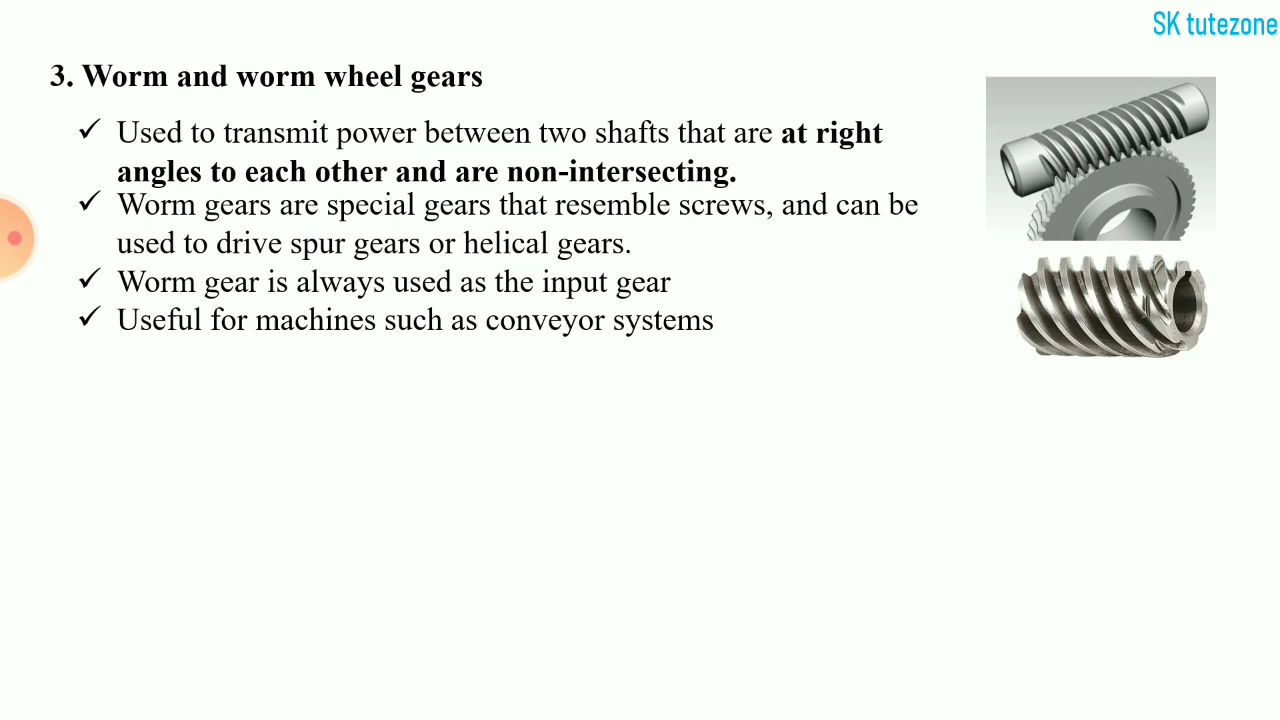 SK tutezone
3. Worm and worm wheel gears
✓ Used to transmit power between two shafts that are at right
angles to each other and are non-intersecting.
✓ Worm gears are special gears that resemble screws, and can be
used to drive spur gears or helical gears.
✓ Worm gear is always used as the input gear
✓ Useful for machines such as conveyor systems